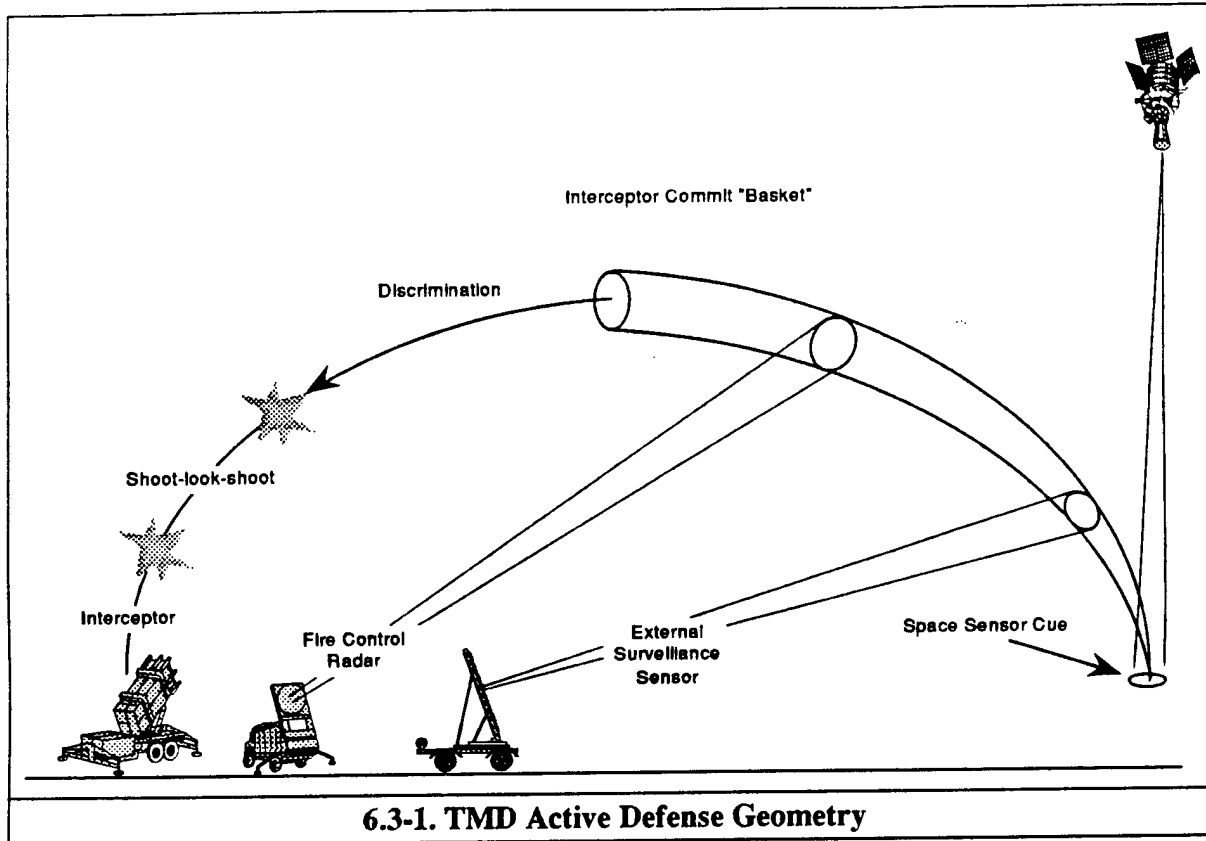 Interceptor Commit "Basket"
Discrimination
Shoot-look-shoot
Interceptor
Fire Control
Radar
External
Surveillance
Sensor
Space Sensor Cue
6.3-1. TMD Active Defense Geometry